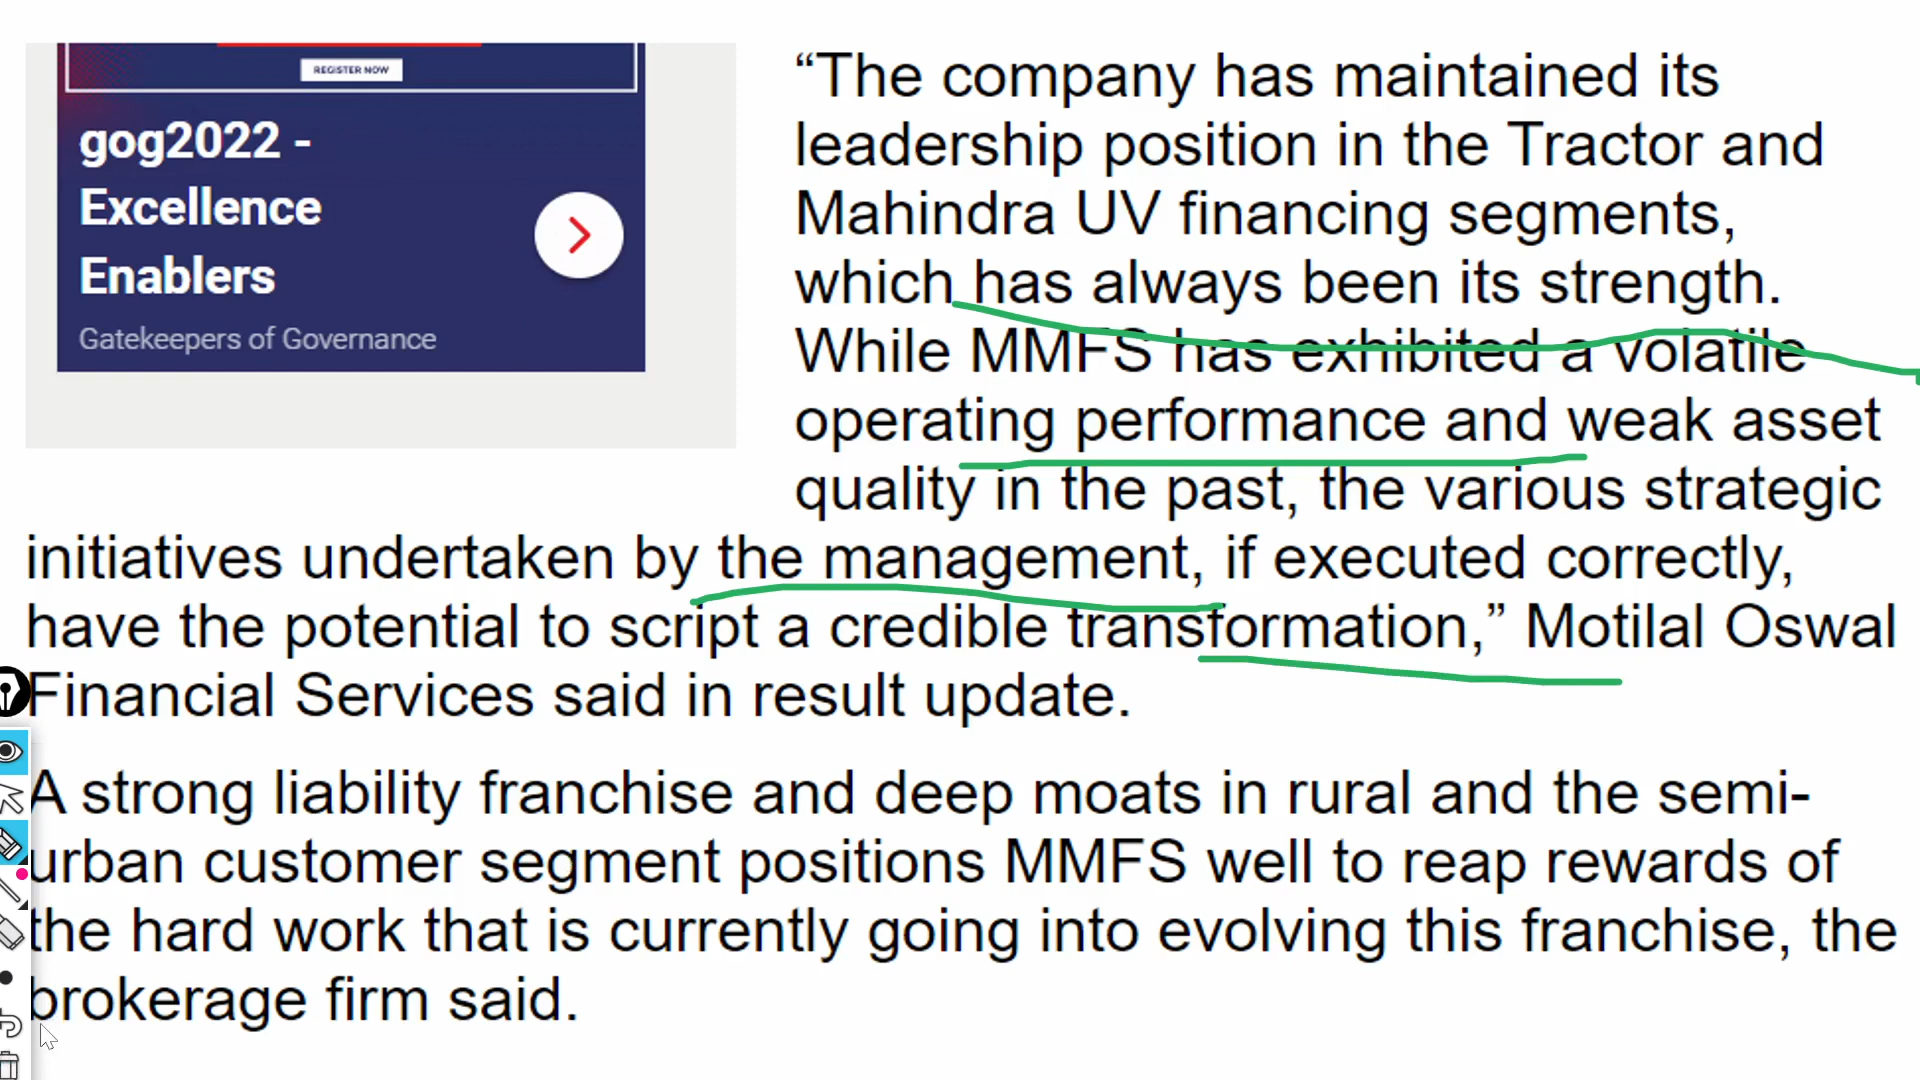 REGISTER NOW
gog2022 -
Excellence
Enablers
Gatekeepers of Governance
“The company has maintained its
leadership position in the Tractor and
Mahindra UV financing segments,
which has always been its strength.
While MMFS has exhibited a volatile
operating performance and weak asset
quality in the past, the various strategic
initiatives undertaken by the management, if executed correctly,
have the potential to script a credible transformation,” Motilal Oswal
Financial Services said in result update.
A strong liability franchise and deep moats in rural and the semi-
urban customer segment positions MMFS well to reap rewards of
the hard work that is currently going into evolving this franchise, the
brokerage firm said.